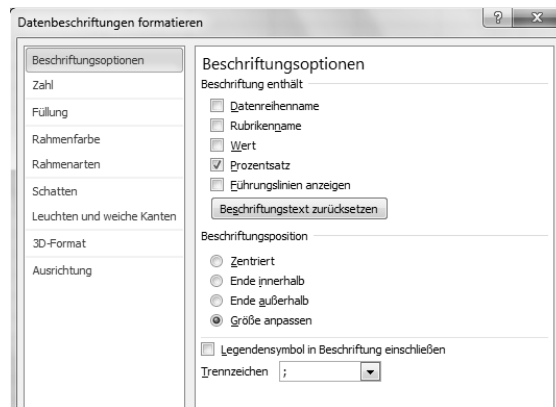 Datenbeschriftungen formatieren
Beschriftungsoptionen
Zahl
Füllung
Rahmenfarbe
Rahmenarten
Schatten
Leuchten und weiche Kanten
3D-Format
Ausrichtung
Beschriftungsoptionen
Beschriftung enthält
Datenreihenname
Rubrikenname
Wert
Prozentsatz
Führungslinien anzeigen
Beschriftungstext zurücksetzen
Beschriftungsposition
Zentriert
Ende innerhalb
Ende außerhalb
Größe anpassen
Legendensymbol in Beschriftung einschließen
Trennzeichen ;